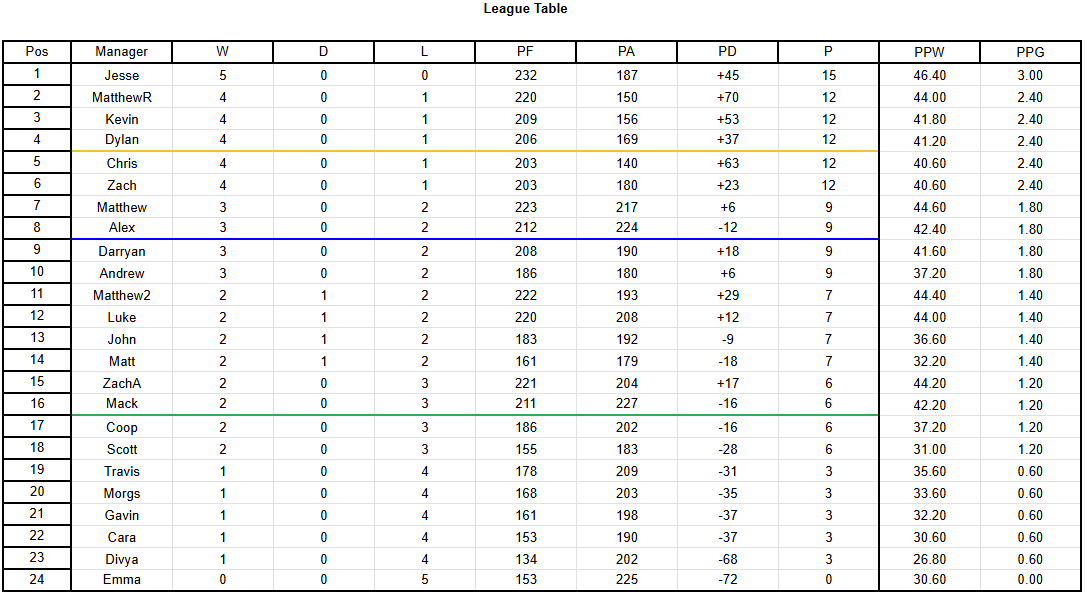 League Table
Pos Manager W D L PF PA PD P PPW PPG
1 Jesse 5 0 0 232 187 +45 15 46.40 3.00
2 MatthewR 4 0 1 220 150 +70 12 44.00 2.40
3 Kevin 4 0 1 209 156 +53 12 41.80 2.40
4 Dylan 4 0 1 206 169 +37 12 41.20 2.40
5 Chris 4 0 1 203 140 +63 12 40.60 2.40
6 Zach 4 0 1 203 180 +23 12 40.60 2.40
7 Matthew 3 0 2 223 217 +6 9 44.60 1.80
8 Alex 3 0 2 212 224 -12 9 42.40 1.80
9 Darryan 3 0 2 208 190 +18 9 41.60 1.80
10 Andrew 3 0 2 186 180 +6 9 37.20 1.80
11 Matthew2 2 1 2 222 193 +29 7 44.40 1.40
12 Luke 2 1 2 220 208 +12 7 44.00 1.40
13 John 2 1 2 183 192 -9 7 36.60 1.40
14 Matt 2 1 2 161 179 -18 7 32.20 1.40
15 ZachA 2 0 3 221 204 +17 6 44.20 1.20
16 Mack 2 0 3 211 227 -16 6 42.20 1.20
17 Coop 2 0 3 186 202 -16 6 37.20 1.20
18 Scott 2 0 3 155 183 -28 6 31.00 1.20
19 Travis 1 0 4 178 209 -31 3 35.60 0.60
20 Morgs 1 0 4 168 203 -35 3 33.60 0.60
21 Gavin 1 0 4 161 198 -37 3 32.20 0.60
22 Cara 1 0 4 153 190 -37 3 30.60 0.60
23 Divya 1 0 4 134 202 -68 3 26.80 0.60
24 Emma 0 0 5 153 225 -72 0 30.60 0.00